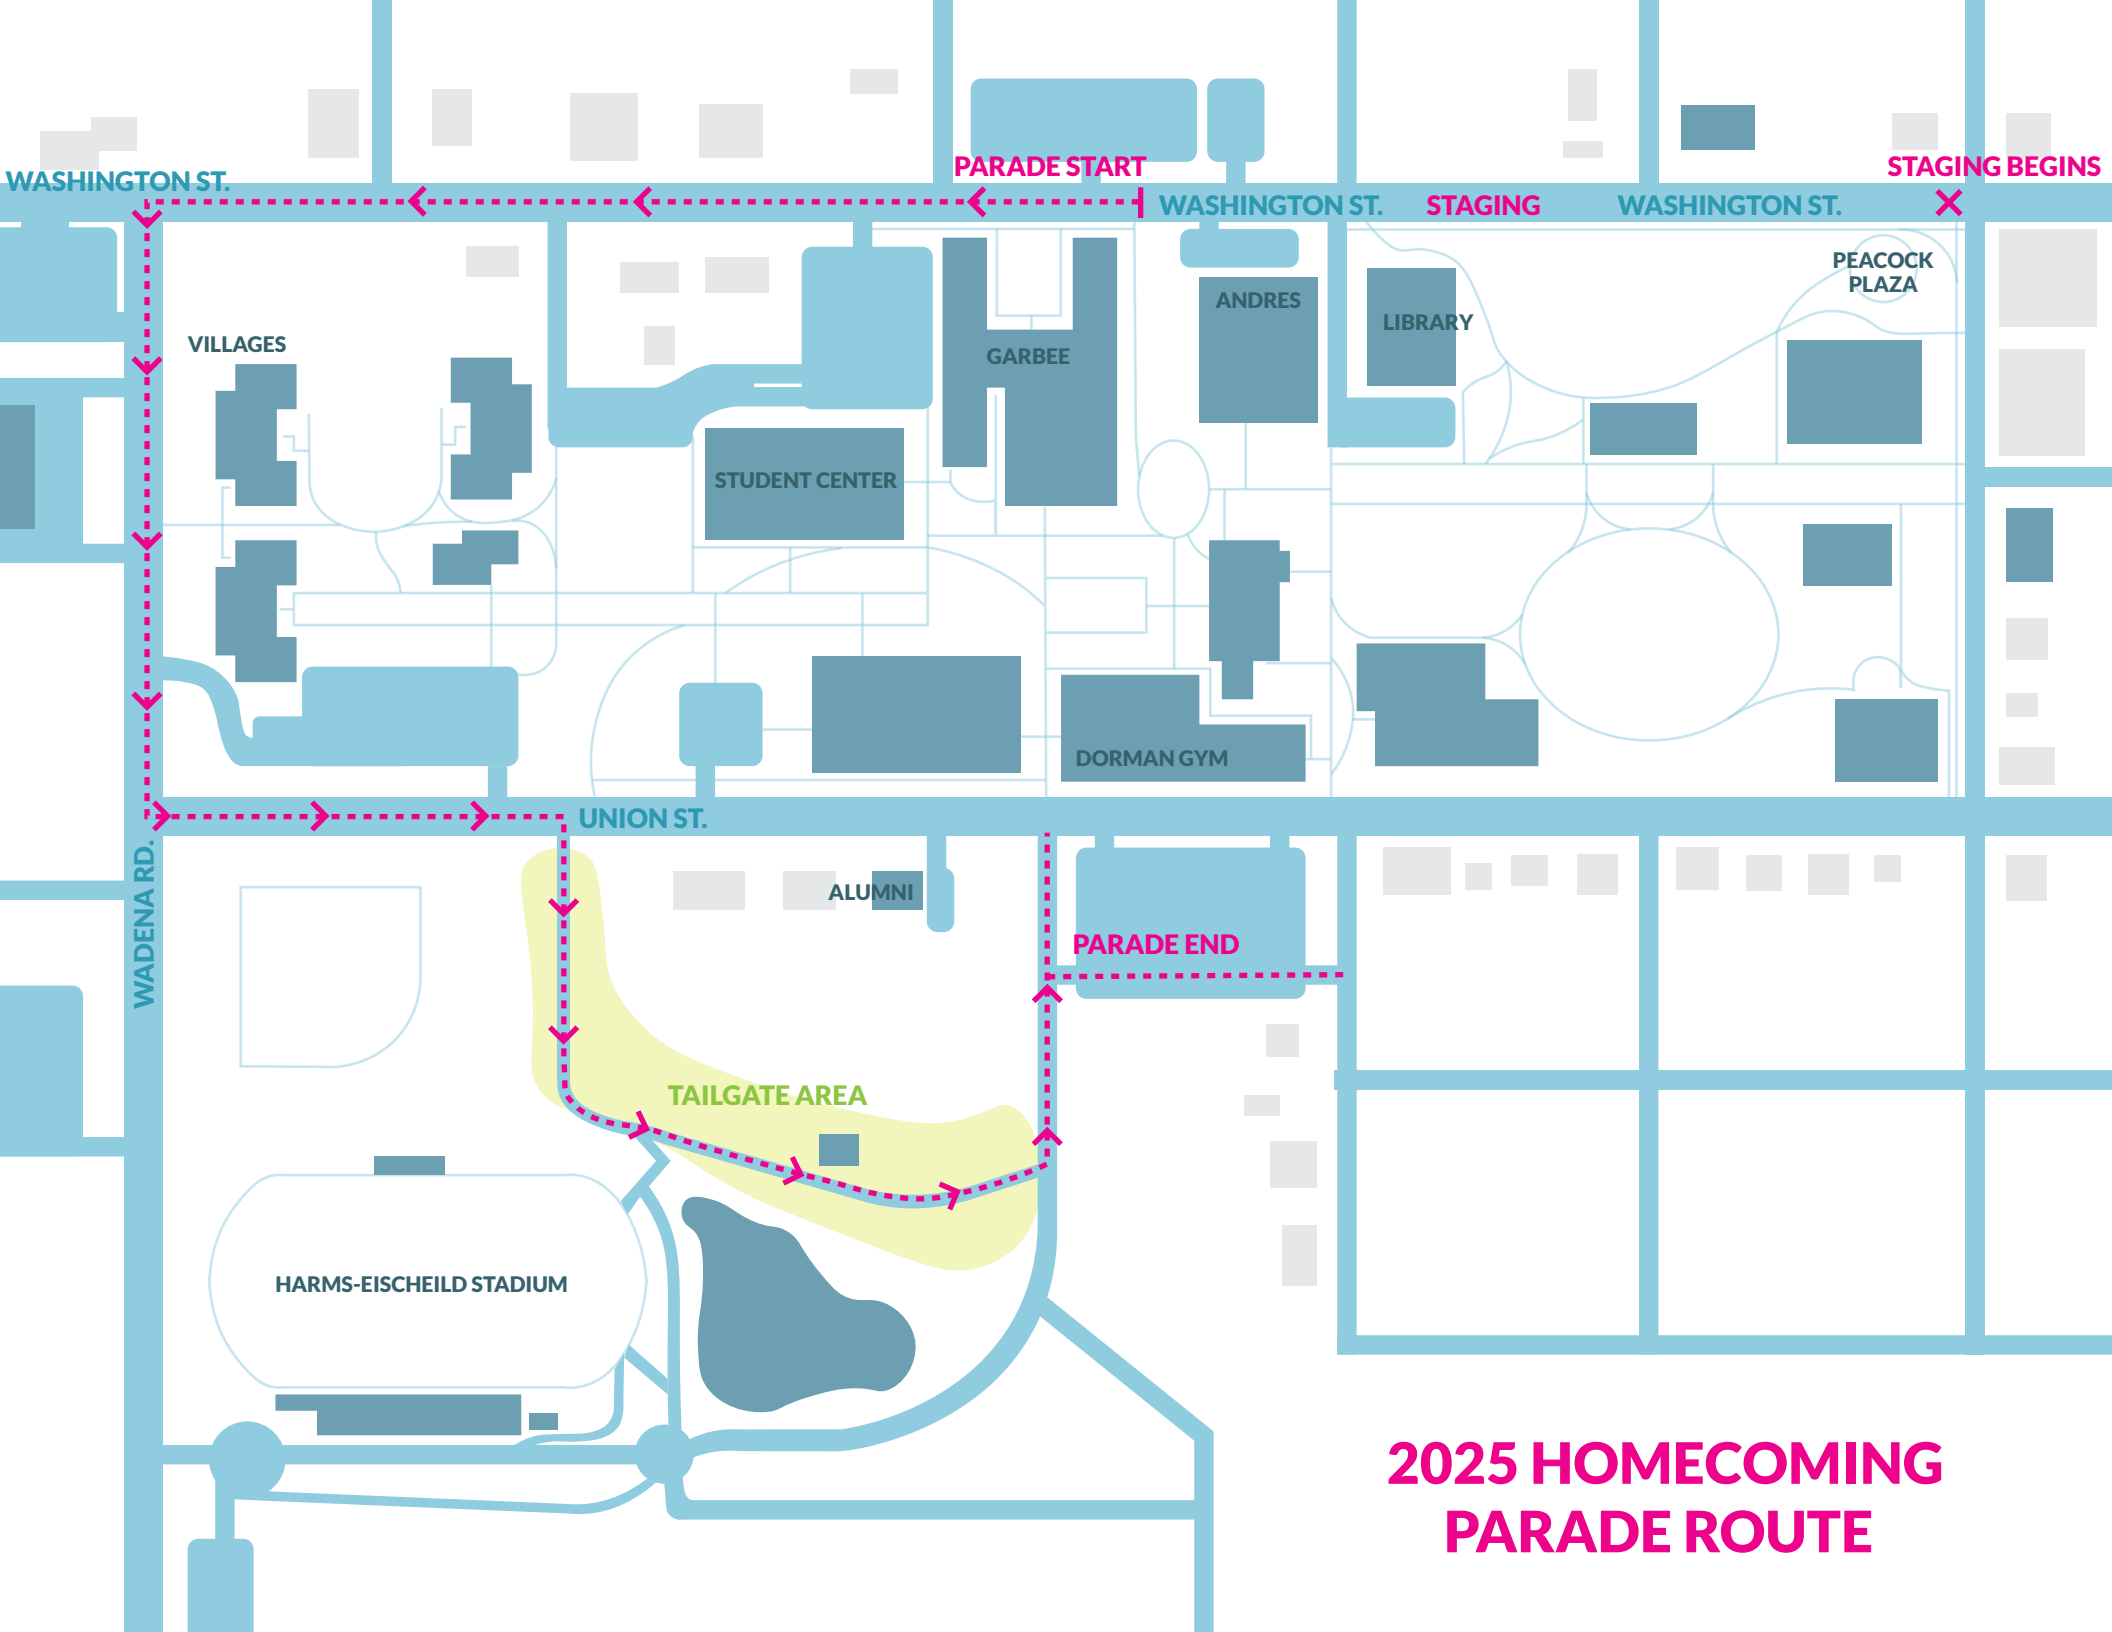 PARADE START
STAGING BEGINS
WASHINGTON ST.
WASHINGTON ST.
STAGING
WASHINGTON ST.
PEACOCK
PLAZA
ANDRES
LIBRARY
VILLAGES
GARBEE
STUDENT CENTER
DORMAN GYM
UNION ST.
WADENA RD.
ALUMNI
PARADE END
TAILGATE AREA
HARMS-EISCHEILD STADIUM
2025 HOMECOMING
PARADE ROUTE